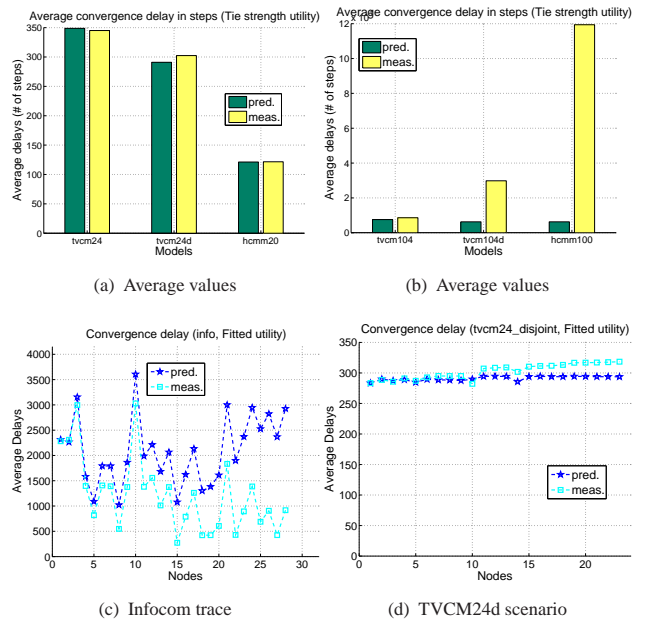 Average convergence delay in steps (Tie strength utility)
350
300
250
200
150
100
50
0
Average delays (# of steps)
pred.
meas.
tvcm24
tvcm24d
hcmm20
Models
(a) Average values
Average convergence delay in steps (Tie strength utility)
12
10
8
6
4
2
0
Average delays (# of steps)
pred.
meas.
tvcm104
tvcm104d
hcmm100
Models
(b) Average values
Convergence delay (info, Fitted utility)
4000
3500
3000
2500
2000
1500
1000
500
0
Average Delays
pred.
meas.
0 5 10 15 20 25 30
Nodes
(c) Infocom trace
Convergence delay (tvcm24_disjoint, Fitted utility)
350
300
250
200
150
100
50
0
Average Delays
pred.
meas.
0 5 10 15 20
Nodes
(d) TVCM24d scenario